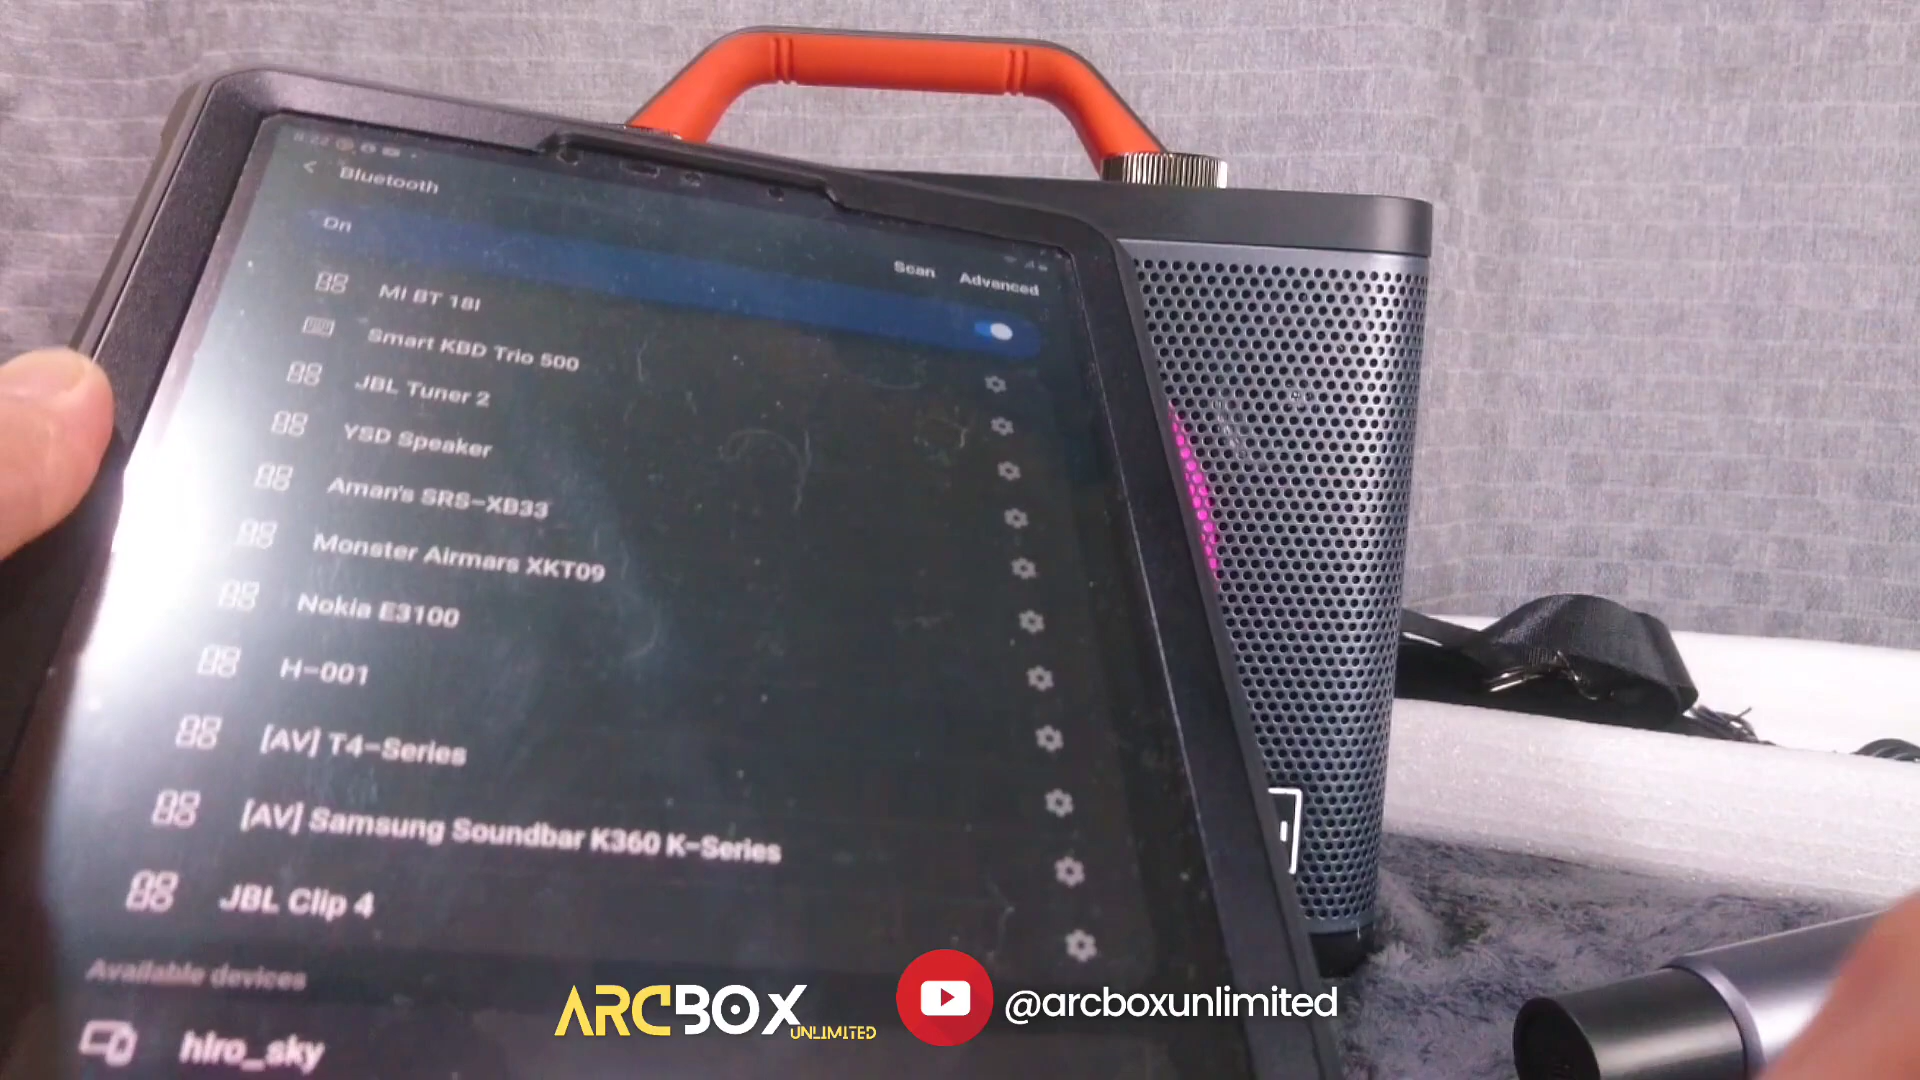 Bluetooth
On
Scan Advanced
MI BT 18I
Smart KBD Trio 500
JBL Tuner 2
YSD Speaker
Aman's SRS-XB33
Monster Airmars XKT09
Nokia E3100
H-001
[AV] T4-Series
[AV] Samsung Soundbar K360 K-Series
JBL Clip 4
Available devices
hiro_sky
ARCBOX
UNLIMITED
@arcboxunlimited